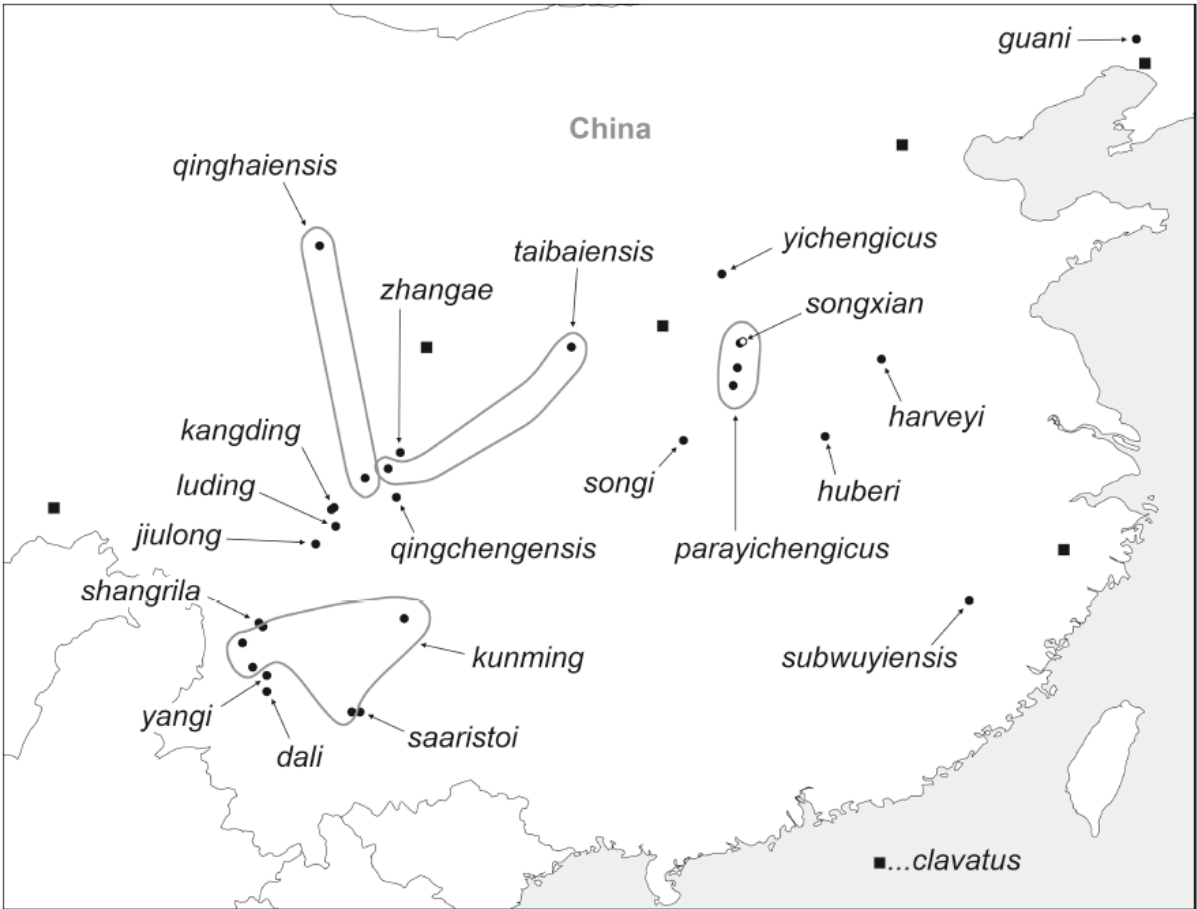 guani
China
qinghaiensis
yichengicus
taibaiensis
zhangae
songxian
harveyi
kangding
luding
songi
huberi
jiulong
qingchengensis
parayichengicus
shangrila
kunming
subwuyiensis
yangi
saaristoi
dali
...clavatus